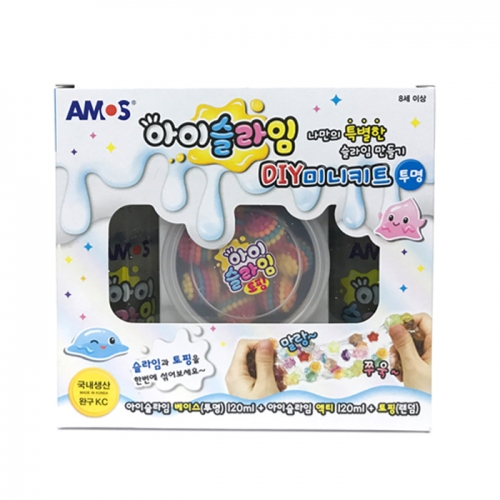 8세 이상
AMOS
아이슬라임
나만의 특별한
슬라임 만들기
DIY미니키트 투명
AMOS
아이
아이
슬라임
토핑
아이
슬라임과 토핑을
한번에 섞어보세요~
말랑~
쭈욱~
국내생산
MADE IN KOREA
완구 KC
아이슬라임 베이스(투명) 120ml + 아이슬라임 액티 120ml + 토핑(랜덤)